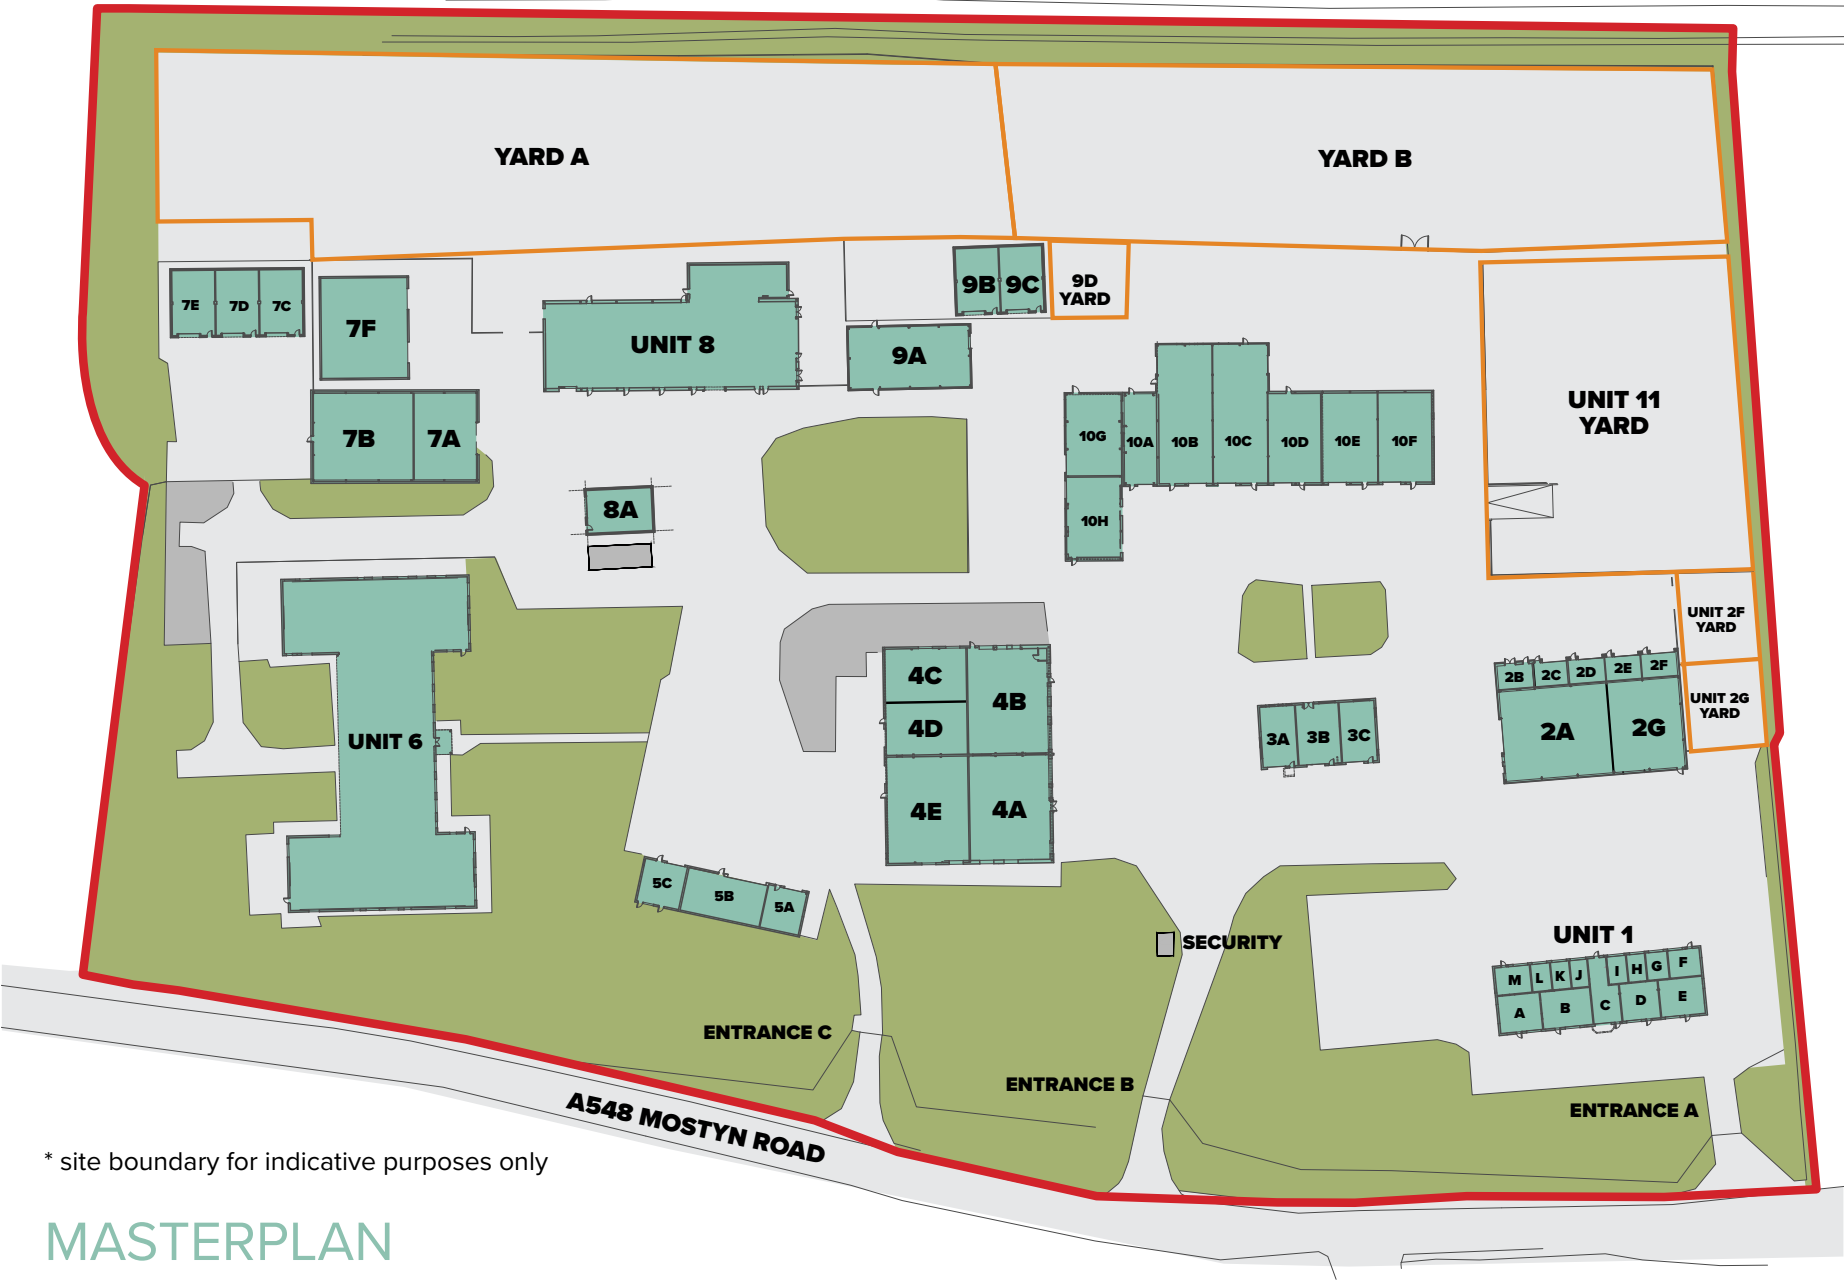 YARD A
YARD B
7E
7D
7C
7F
UNIT 8
9B
9C
9D
YARD
9A
7B
7A
8A
10G
10A
10B
10C
10D
10E
10F
10H
UNIT 11
YARD
UNIT 2F
YARD
UNIT 2G
YARD
2B
2C
2D
2E
2F
2A
2G
4C
4B
4D
4E
4A
3A
3B
3C
UNIT 6
5C
5B
5A
SECURITY
UNIT 1
M
L
K
J
I
H
G
F
A
B
C
D
E
ENTRANCE C
ENTRANCE B
ENTRANCE A
A548 MOSTYN ROAD
* site boundary for indicative purposes only
MASTERPLAN